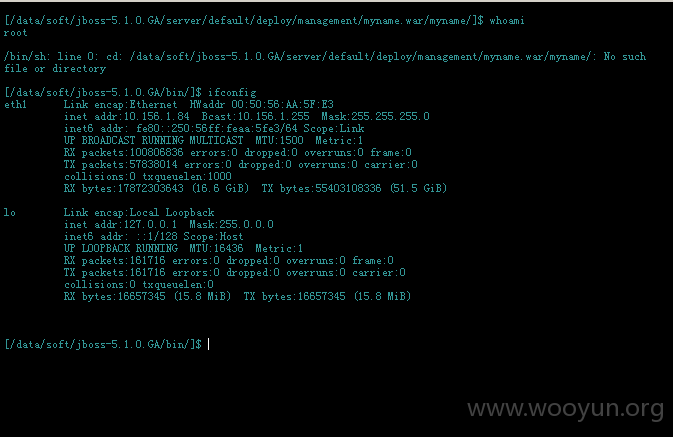 [/data/soft/jboss-5.1.0.GA/server/default/deploy/management/myname.war/myname/]$ whoami
root
/bin/sh: line 0: cd: /data/soft/jboss-5.1.0.GA/server/default/deploy/management/myname.war/myname/: No such
file or directory
[/data/soft/jboss-5.1.0.GA/bin/]$ ifconfig
eth1      Link encap:Ethernet  HWaddr 00:50:56:AA:5F:E3
inet addr:10.156.1.84  Bcast:10.156.1.255  Mask:255.255.255.0
inet6 addr: fe80::250:56ff:feaa:5fe3/64 Scope:Link
UP BROADCAST RUNNING MULTICAST  MTU:1500  Metric:1
RX packets:100806836 errors:0 dropped:0 overruns:0 frame:0
TX packets:57838014 errors:0 dropped:0 overruns:0 carrier:0
collisions:0 txqueuelen:1000
RX bytes:17872303643 (16.6 GiB)  TX bytes:55403108336 (51.5 GiB)
lo        Link encap:Local Loopback
inet addr:127.0.0.1  Mask:255.0.0.0
inet6 addr: ::1/128 Scope:Host
UP LOOPBACK RUNNING  MTU:16436  Metric:1
RX packets:161716 errors:0 dropped:0 overruns:0 frame:0
TX packets:161716 errors:0 dropped:0 overruns:0 carrier:0
collisions:0 txqueuelen:0
RX bytes:16657345 (15.8 MiB)  TX bytes:16657345 (15.8 MiB)
[/data/soft/jboss-5.1.0.GA/bin/]$
www.wooyun.org